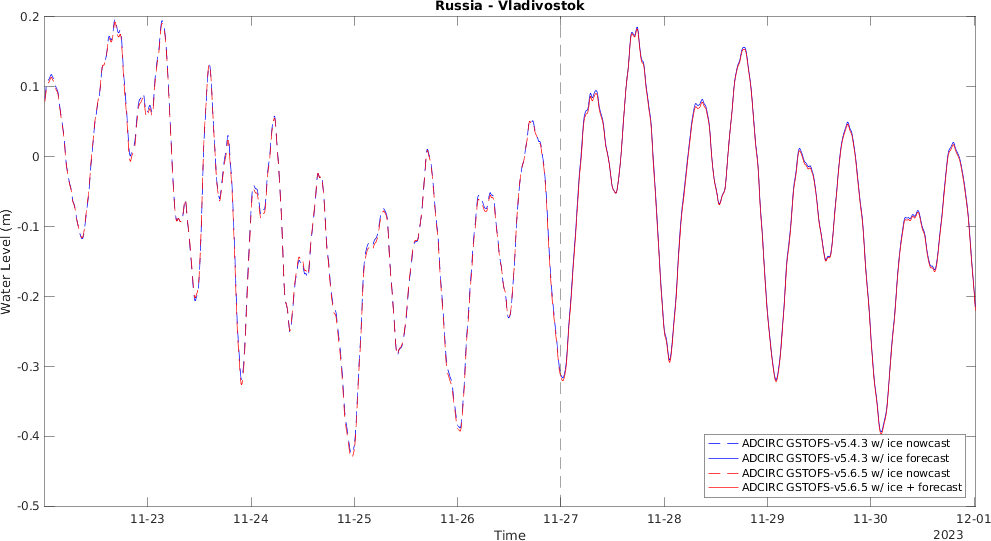 Russia - Vladivostok
Water Level (m)
0.2
0.1
0
-0.1
-0.2
-0.3
-0.4
-0.5
ADCIRC GSTOFS-v5.4.3 w/ ice nowcast
ADCIRC GSTOFS-v5.4.3 w/ ice forecast
ADCIRC GSTOFS-v5.6.5 w/ ice nowcast
ADCIRC GSTOFS-v5.6.5 w/ ice + forecast
11-23 11-24 11-25 11-26 11-27 11-28 11-29 11-30 12-01
Time
2023